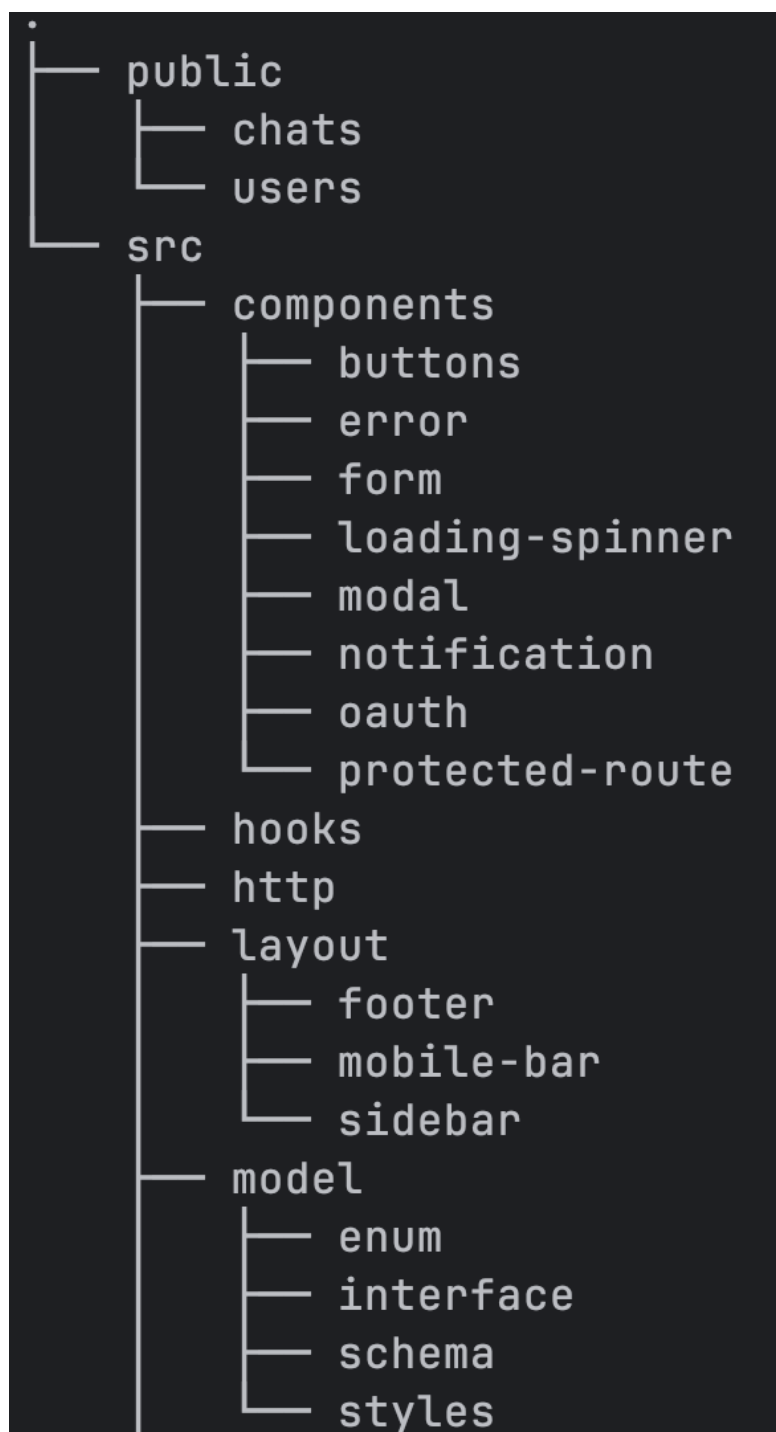 .
public
chats
users
src
components
buttons
error
form
loading-spinner
modal
notification
oauth
protected-route
hooks
http
layout
footer
mobile-bar
sidebar
model
enum
interface
schema
styles